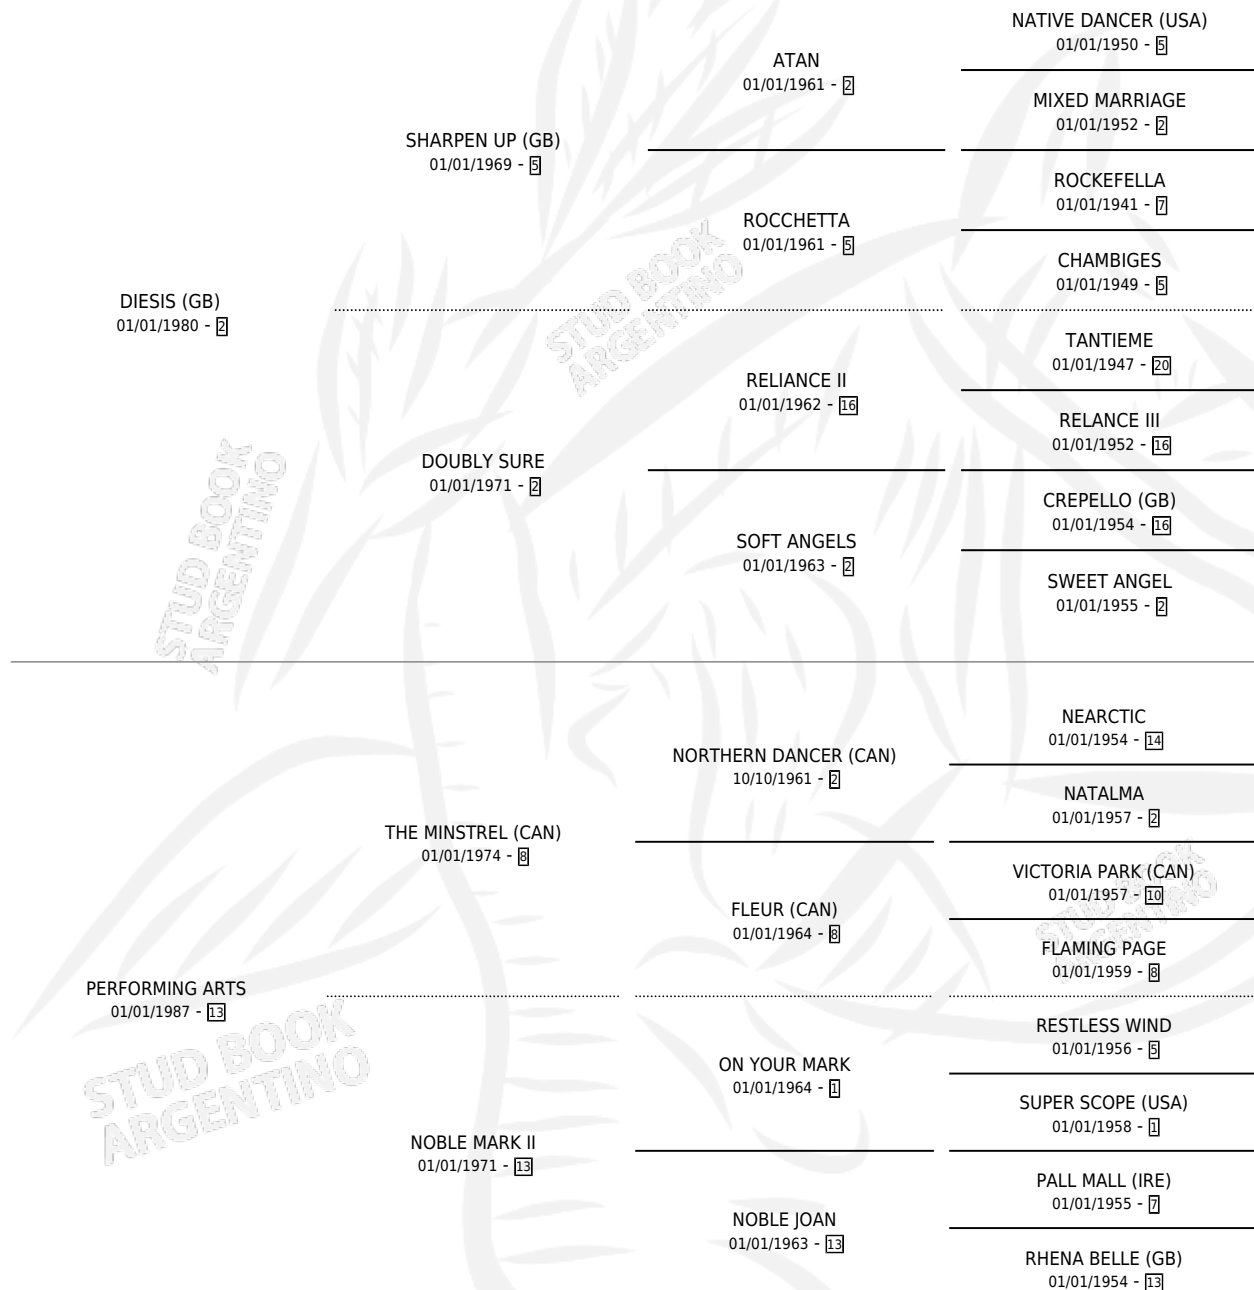 NATIVE DANCER (USA)
01/01/1950 - 5
ATAN
01/01/1961 - 2
MIXED MARRIAGE
01/01/1952 - 2
SHARPEN UP (GB)
01/01/1969 - 5
ROCKEFELLA
01/01/1941 - 7
ROCCHETTA
01/01/1961 - 5
CHAMBIGES
01/01/1949 - 5
DIESIS (GB)
01/01/1980 - 2
TANTIEME
01/01/1947 - 20
RELIANCE II
01/01/1962 - 16
RELANCE III
01/01/1952 - 16
DOUBLY SURE
01/01/1971 - 2
CREPELLO (GB)
01/01/1954 - 16
SOFT ANGELS
01/01/1963 - 2
SWEET ANGEL
01/01/1955 - 2
STUD BOOK
ARGENTINO
STUD BOOK
ARGENTINO
NEARCTIC
01/01/1954 - 14
NORTHERN DANCER (CAN)
10/10/1961 - 2
NATALMA
01/01/1957 - 2
THE MINSTREL (CAN)
01/01/1974 - 8
VICTORIA PARK (CAN)
01/01/1957 - 10
FLEUR (CAN)
01/01/1964 - 8
FLAMING PAGE
01/01/1959 - 8
PERFORMING ARTS
01/01/1987 - 13
RESTLESS WIND
01/01/1956 - 5
ON YOUR MARK
01/01/1964 - 1
SUPER SCOPE (USA)
01/01/1958 - 1
NOBLE MARK II
01/01/1971 - 13
PALL MALL (IRE)
01/01/1955 - 7
NOBLE JOAN
01/01/1963 - 13
RHENA BELLE (GB)
01/01/1954 - 13
STUD BOOK
ARGENTINO
STUD BOOK
ARGENTINO